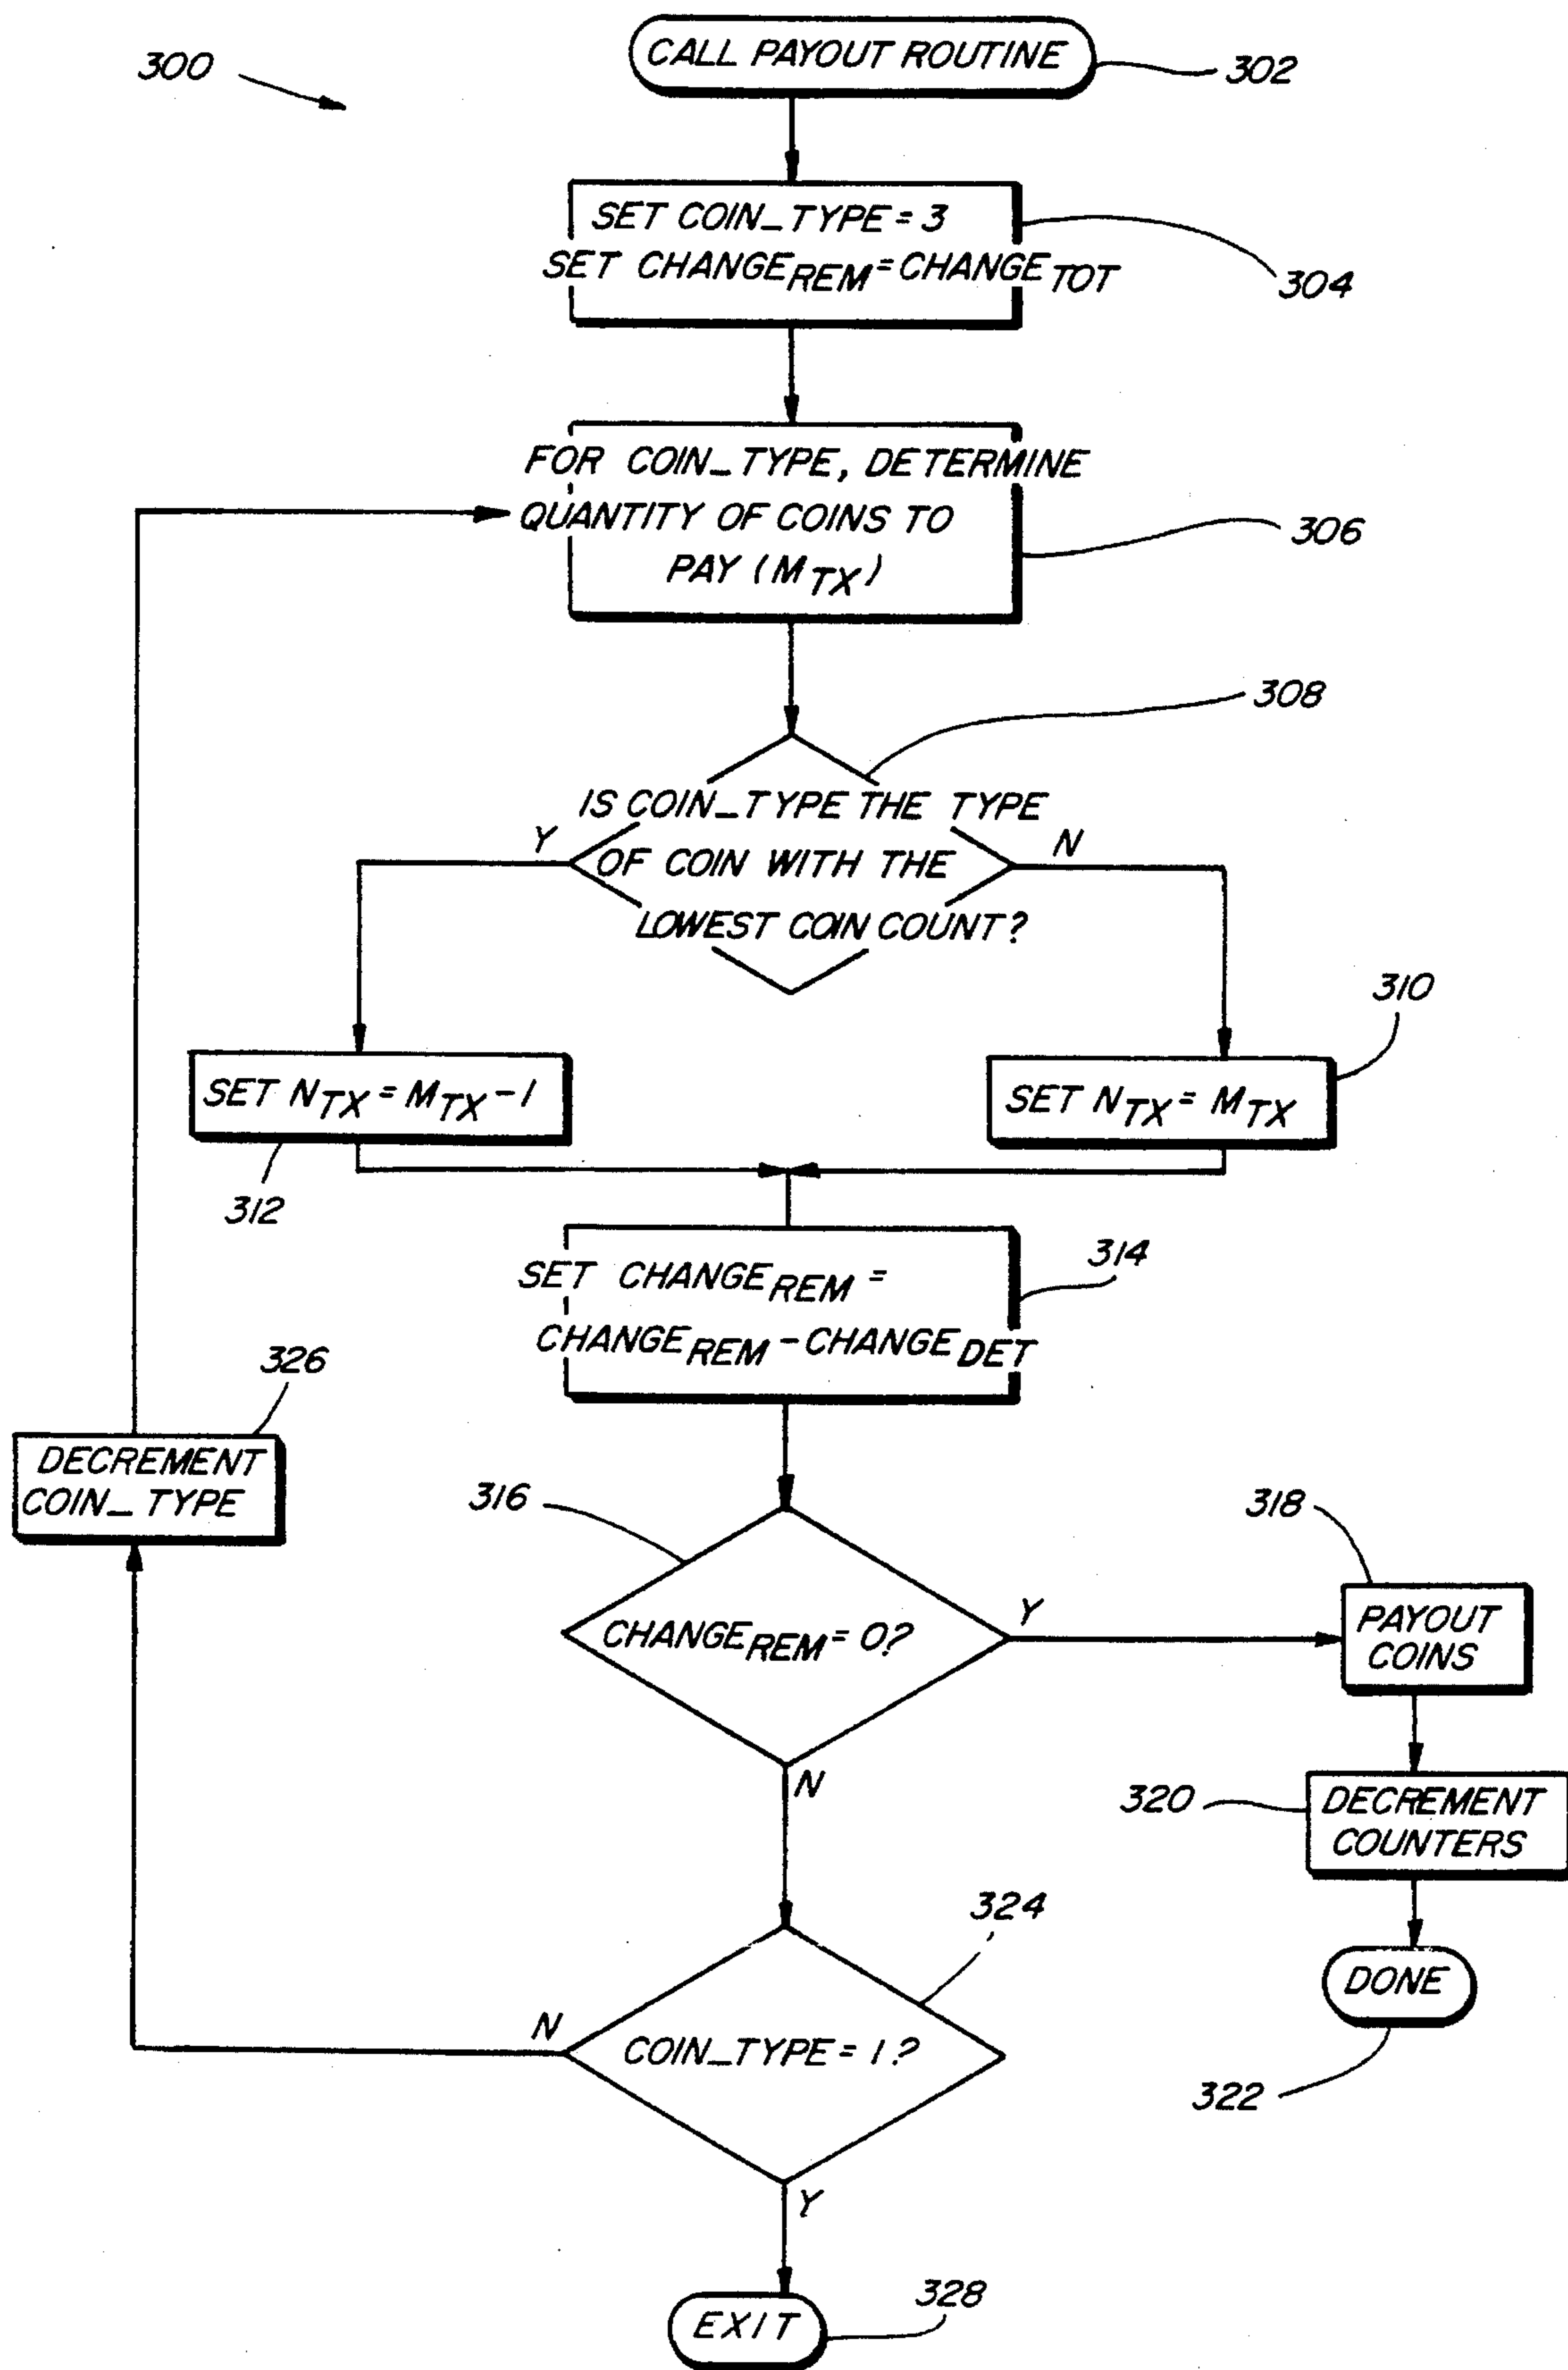 300
CALL PAYOUT ROUTINE
302
SET COIN_TYPE = 3
SET CHANGE REM = CHANGE TOT
304
FOR COIN_TYPE, DETERMINE
QUANTITY OF COINS TO
PAY (M TX)
306
308
IS COIN_TYPE THE TYPE
OF COIN WITH THE
LOWEST COIN COUNT?
Y
N
310
SET N TX = M TX - 1
SET N TX = M TX
312
314
SET CHANGE REM =
CHANGE REM - CHANGE DET
326
DECREMENT
COIN_TYPE
316
318
CHANGE REM = 0?
Y
PAYOUT
COINS
N
320
DECREMENT
COUNTERS
324
DONE
N
COIN_TYPE = 1?
322
Y
328
EXIT